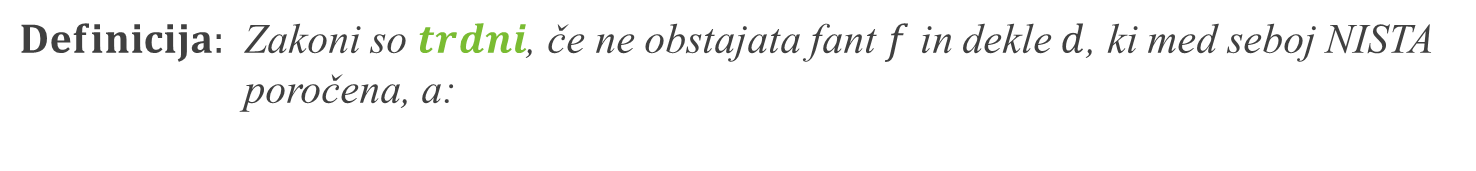 Definicija: Zakoni so trdni, če ne obstajata fant f in dekle d, ki med seboj NISTA
poročena, a: